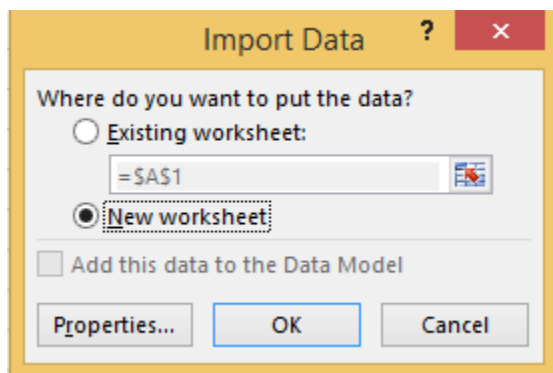 Import Data ? ×
Where do you want to put the data?
Existing worksheet:
=$A$1
New worksheet
Add this data to the Data Model
Properties... OK Cancel